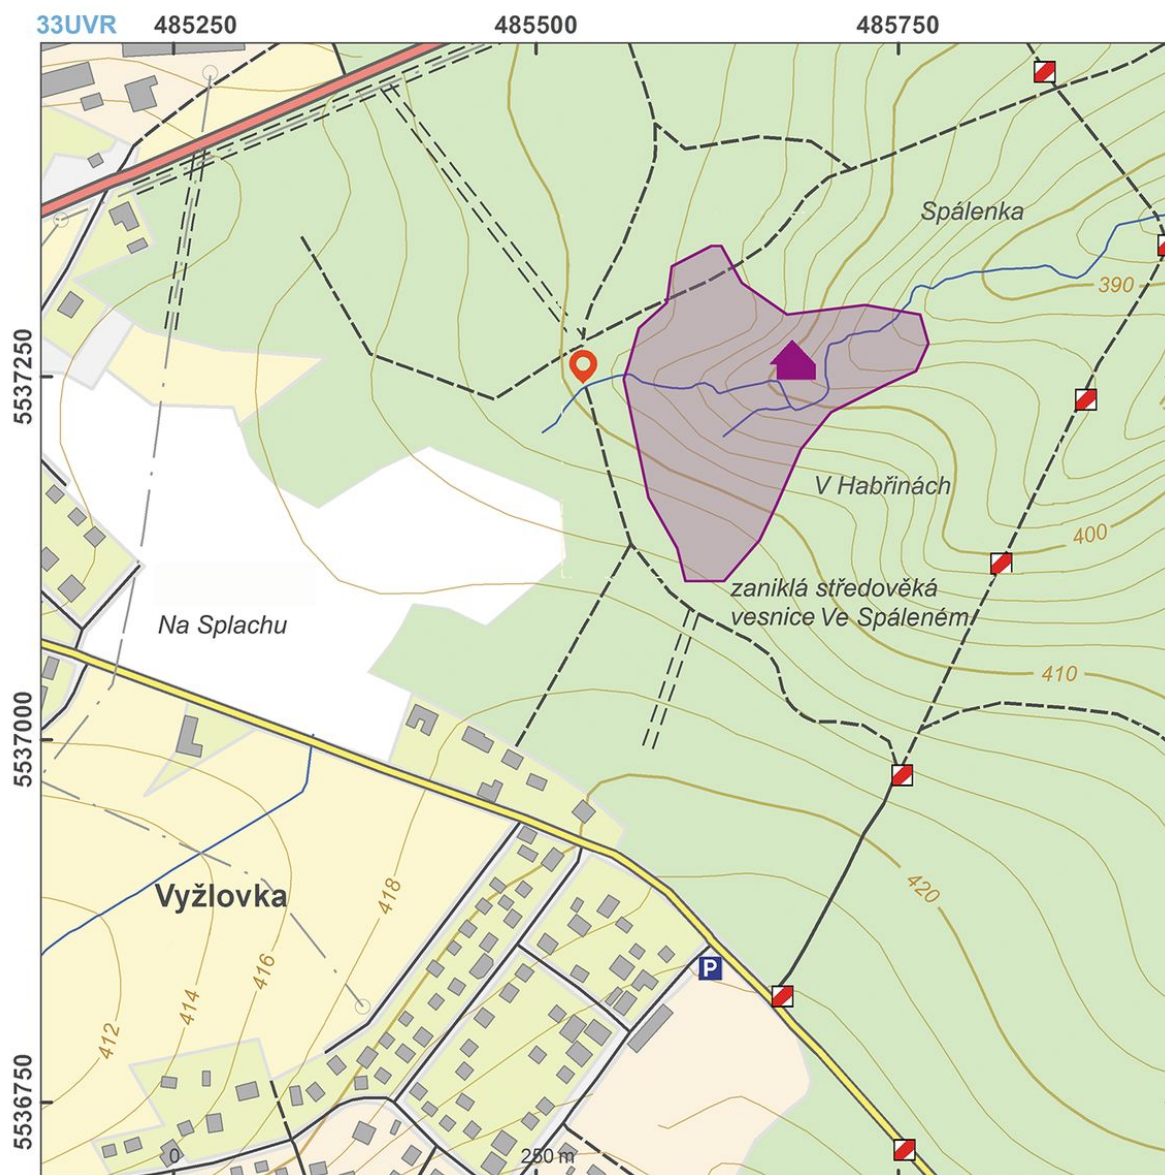 33UVR
485250
485500
485750
Spálenka
390
5537250
V Habřinách
400
zaniklá středověká
vesnice Ve Spáleném
Na Splachu
410
5537000
420
418
Vyžlovka
416
P
414
412
5536750
0
250 m